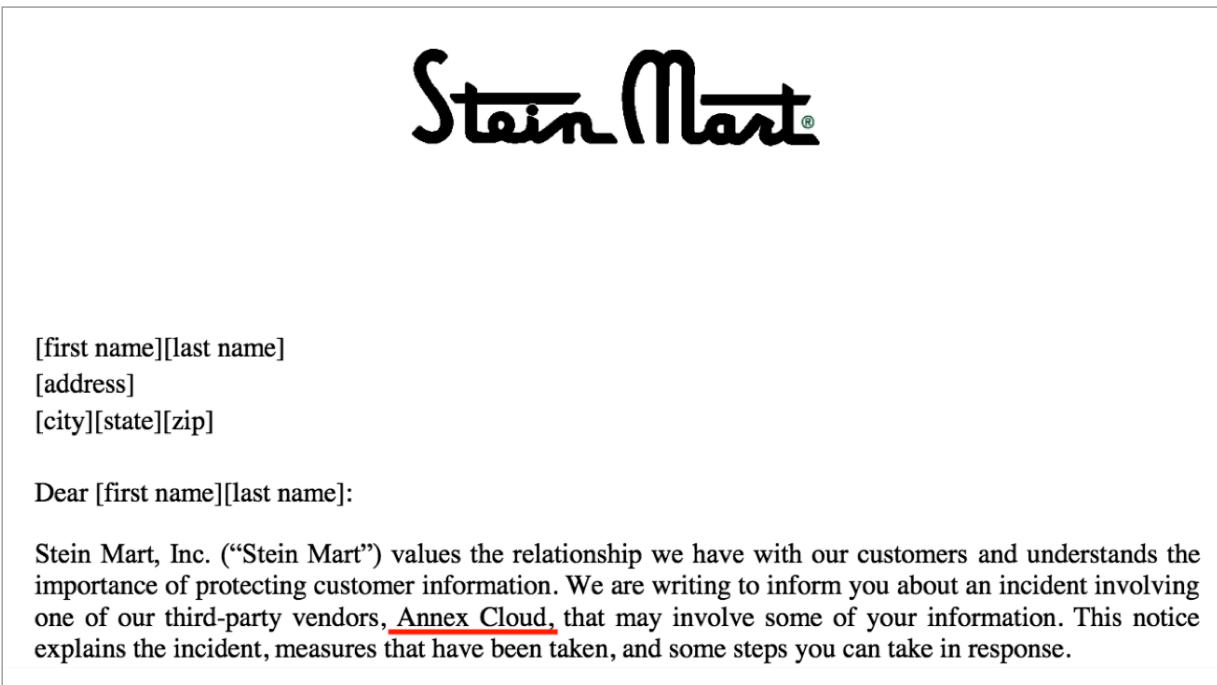 Stein Mart®
[first name][last name]
[address]
[city][state][zip]
Dear [first name][last name]:
Stein Mart, Inc. (“Stein Mart”) values the relationship we have with our customers and understands the
importance of protecting customer information. We are writing to inform you about an incident involving
one of our third-party vendors, Annex Cloud, that may involve some of your information. This notice
explains the incident, measures that have been taken, and some steps you can take in response.